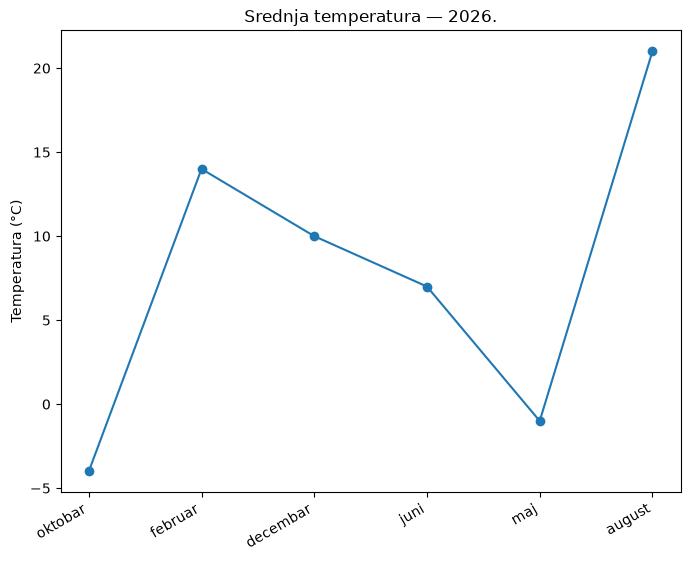 Srednja temperatura — 2026.
Temperatura (°C)
20
15
10
5
0
−5
oktobar
februar
decembar
juni
maj
august